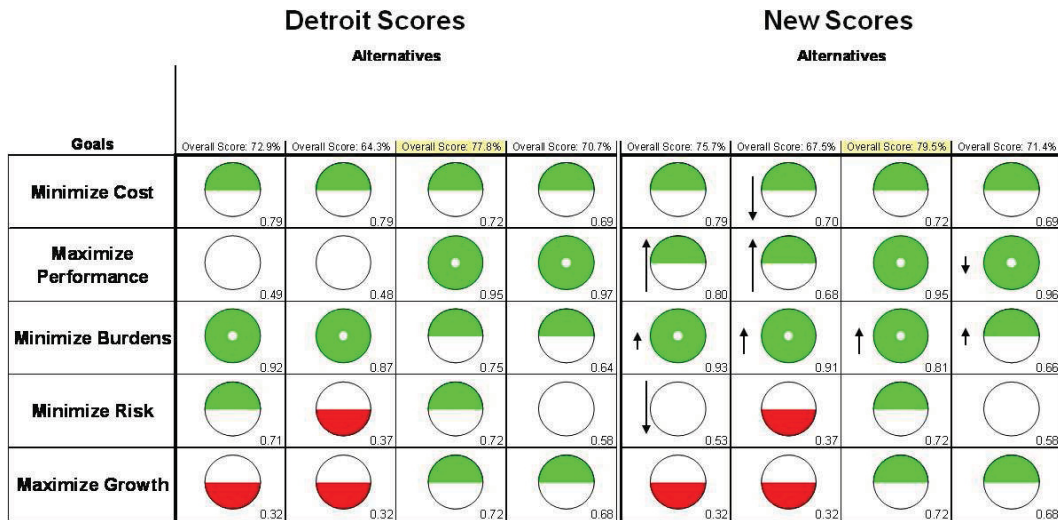 Detroit Scores
New Scores
Alternatives
Alternatives
Goals
Overall Score: 72.9%
Overall Score: 64.3%
Overall Score: 77.8%
Overall Score: 70.7%
Overall Score: 75.7%
Overall Score: 67.5%
Overall Score: 79.5%
Overall Score: 71.4%
Minimize Cost
0.79
0.79
0.72
0.69
0.79
0.70
0.72
0.69
Maximize
Performance
0.49
0.48
0.95
0.97
0.80
0.68
0.95
0.96
Minimize Burdens
0.92
0.87
0.75
0.64
0.93
0.91
0.81
0.66
Minimize Risk
0.71
0.37
0.72
0.58
0.53
0.37
0.72
0.58
Maximize Growth
0.32
0.32
0.72
0.68
0.32
0.32
0.72
0.68